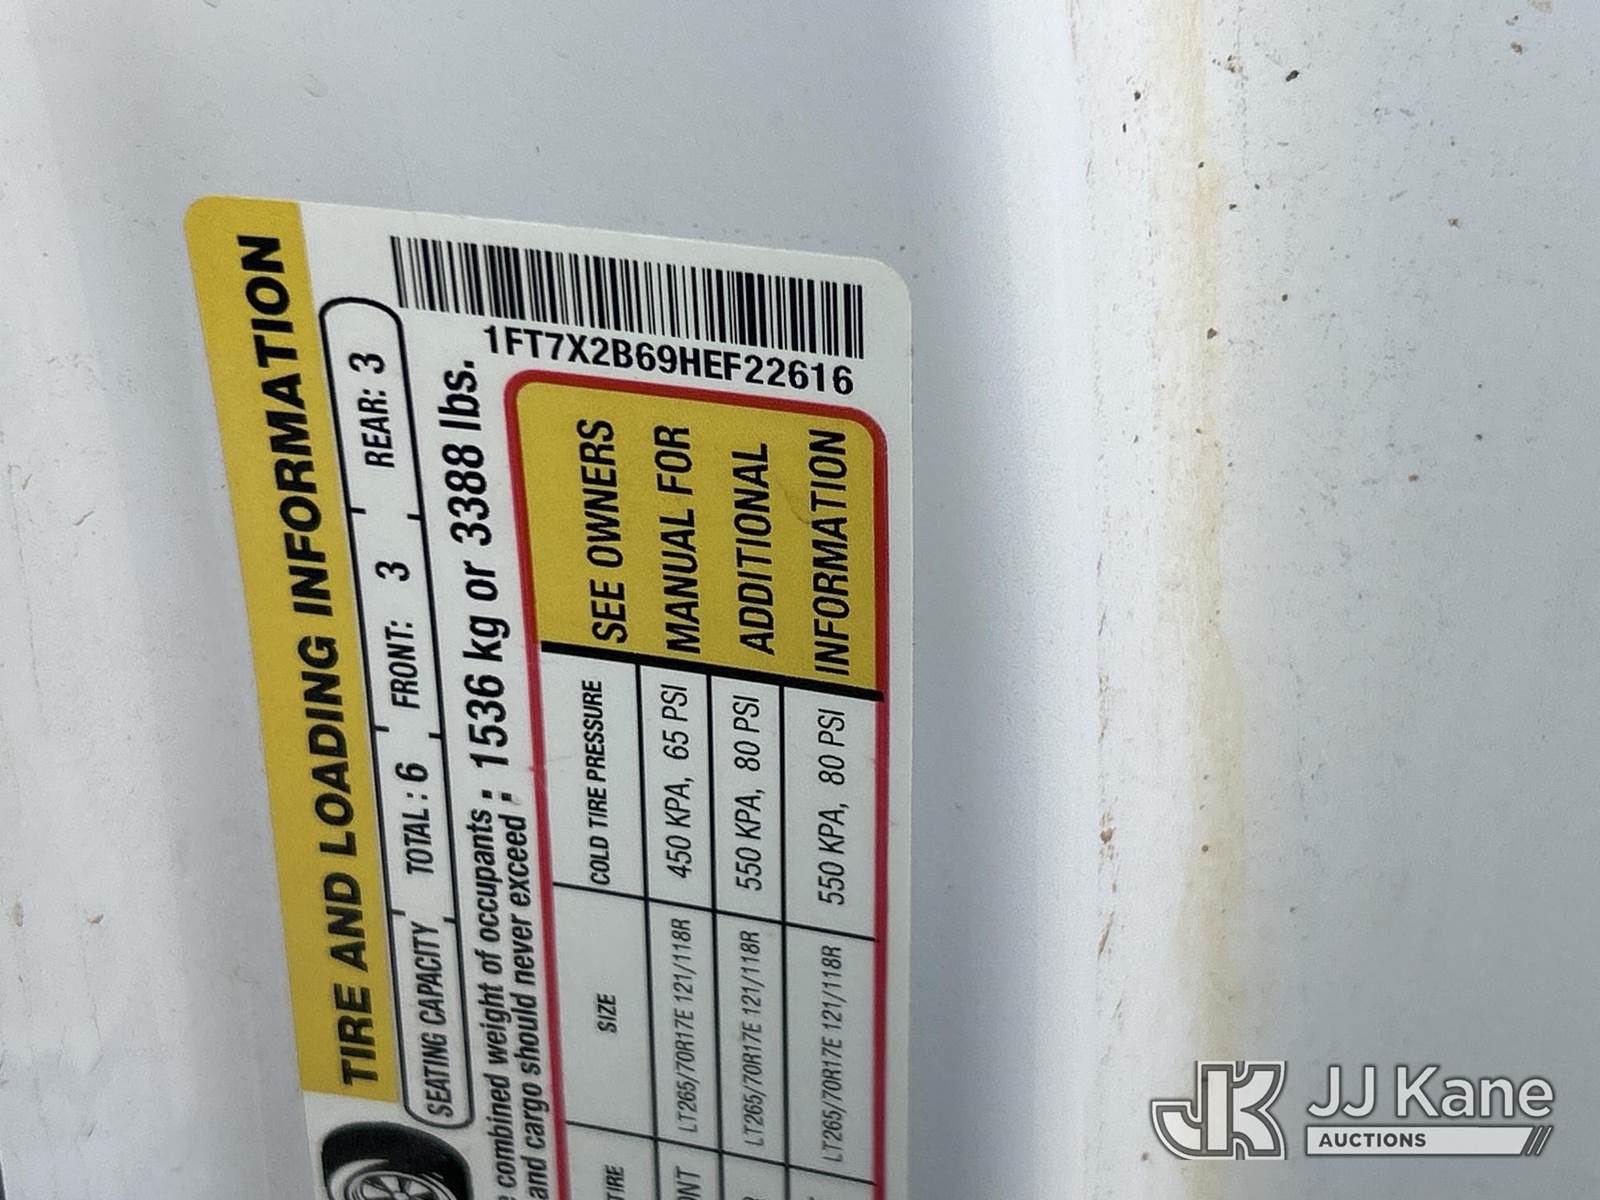 TIRE AND LOADING INFORMATION
SEATING CAPACITY TOTAL : 6 FRONT: 3 REAR: 3
combined weight of occupants : 1536 kg or 3388 lbs.
and cargo should never exceed :
1FT7X2B69HEF22616
TIRE SIZE COLD TIRE PRESSURE
LT265/70R17E 121/118R 450 KPA, 65 PSI
LT265/70R17E 121/118R 550 KPA, 80 PSI
LT265/70R17E 121/118R 550 KPA, 80 PSI
SEE OWNERS
MANUAL FOR
ADDITIONAL
INFORMATION
JK JJ Kane
AUCTIONS